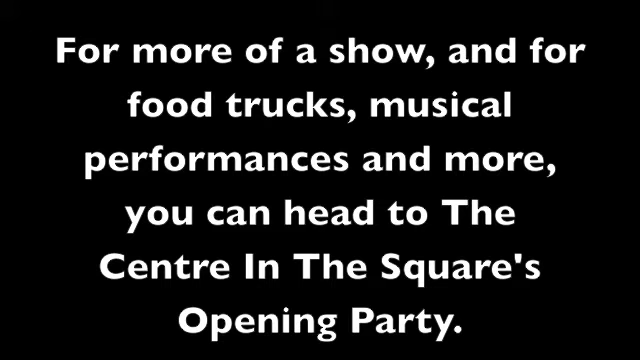 For more of a show, and for
food trucks, musical
performances and more,
you can head to The
Centre In The Square's
Opening Party.